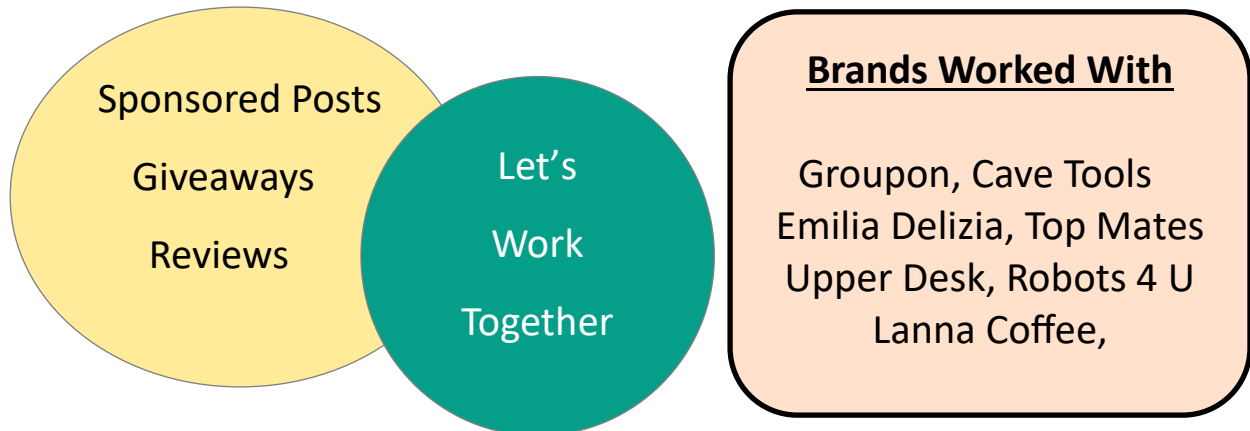 Sponsored Posts
Giveaways
Reviews
Let’s
Work
Together
Brands Worked With
Groupon, Cave Tools
Emilia Delizia, Top Mates
Upper Desk, Robots 4 U
Lanna Coffee,